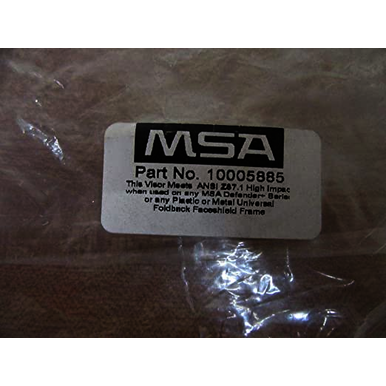 MSA
Part No. 10005885
This Visor Meets ANSI Z87.1 High Impac
when used on any MSA Defender+ Series
or any Plastic or Metal Universal
Foldback Faceshield Frame